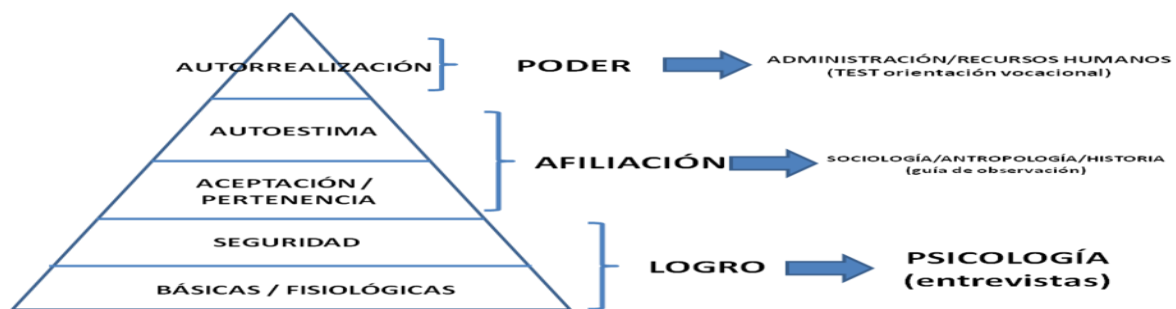 AUTORREALIZACIÓN
PODER
ADMINISTRACIÓN/RECURSOS HUMANOS
(TEST orientación vocacional)
AUTOESTIMA
ACEPTACIÓN /
PERTENENCIA
AFILIACIÓN
SOCIOLOGÍA/ANTROPOLOGÍA/HISTORIA
(guía de observación)
SEGURIDAD
BÁSICAS / FISIOLÓGICAS
LOGRO
PSICOLOGÍA
(entrevistas)